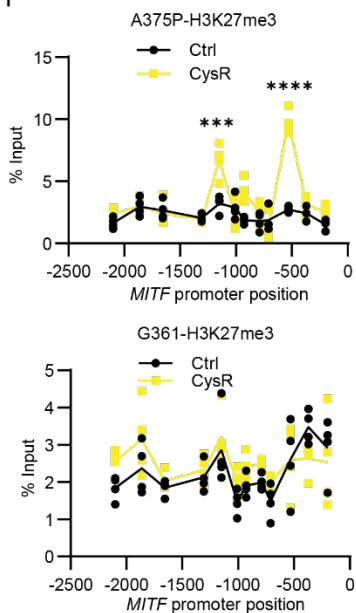 A375P-H3K27me3
Ctrl
CysR
15
10
5
0
% Input
***
****
-2500 -2000 -1500 -1000 -500 0
MITF promoter position
G361-H3K27me3
Ctrl
CysR
5
4
3
2
1
0
% Input
-2500 -2000 -1500 -1000 -500 0
MITF promoter position